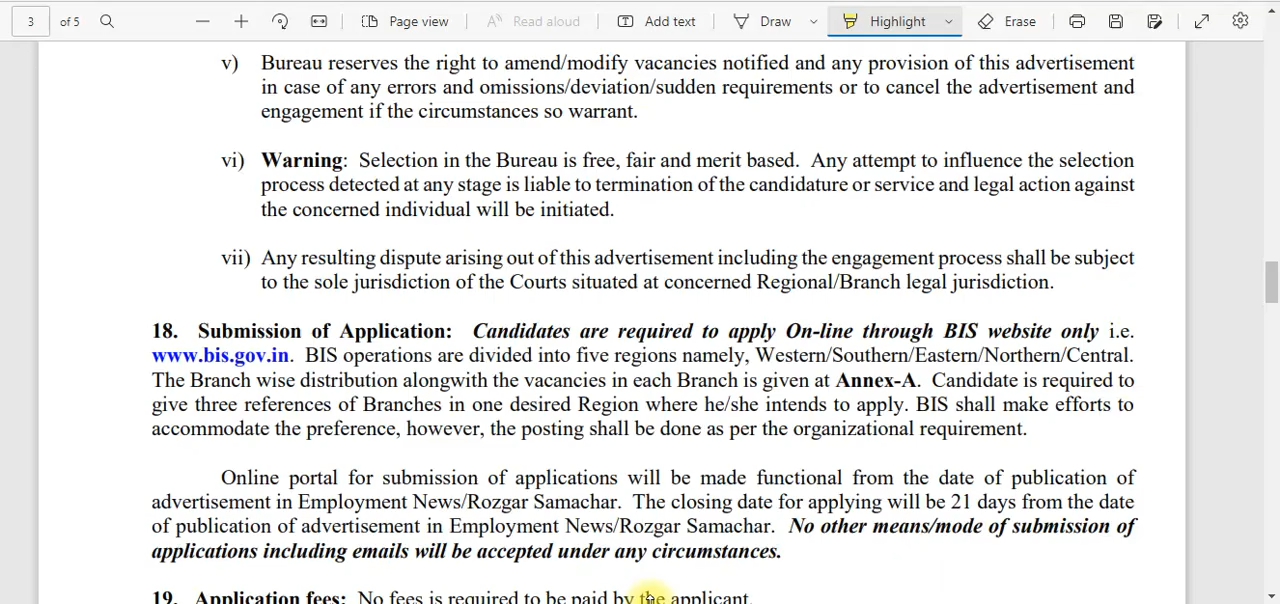 3 of 5 Page view Read aloud Add text Draw Highlight Erase
v) Bureau reserves the right to amend/modify vacancies notified and any provision of this advertisement
in case of any errors and omissions/deviation/sudden requirements or to cancel the advertisement and
engagement if the circumstances so warrant.
vi) Warning: Selection in the Bureau is free, fair and merit based. Any attempt to influence the selection
process detected at any stage is liable to termination of the candidature or service and legal action against
the concerned individual will be initiated.
vii) Any resulting dispute arising out of this advertisement including the engagement process shall be subject
to the sole jurisdiction of the Courts situated at concerned Regional/Branch legal jurisdiction.
18. Submission of Application: Candidates are required to apply On-line through BIS website only i.e.
www.bis.gov.in. BIS operations are divided into five regions namely, Western/Southern/Eastern/Northern/Central.
The Branch wise distribution alongwith the vacancies in each Branch is given at Annex-A. Candidate is required to
give three references of Branches in one desired Region where he/she intends to apply. BIS shall make efforts to
accommodate the preference, however, the posting shall be done as per the organizational requirement.
Online portal for submission of applications will be made functional from the date of publication of
advertisement in Employment News/Rozgar Samachar. The closing date for applying will be 21 days from the date
of publication of advertisement in Employment News/Rozgar Samachar. No other means/mode of submission of
applications including emails will be accepted under any circumstances.
19. Application fees: No fees is required to be paid by the applicant.